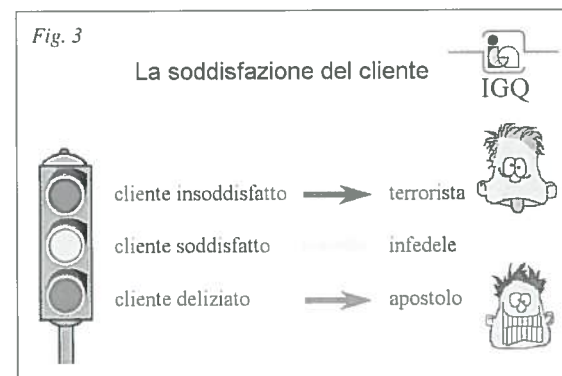 Fig. 3
La soddisfazione del cliente
IGQ
cliente insoddisfatto terrorista
cliente soddisfatto infedele
cliente deliziato apostolo